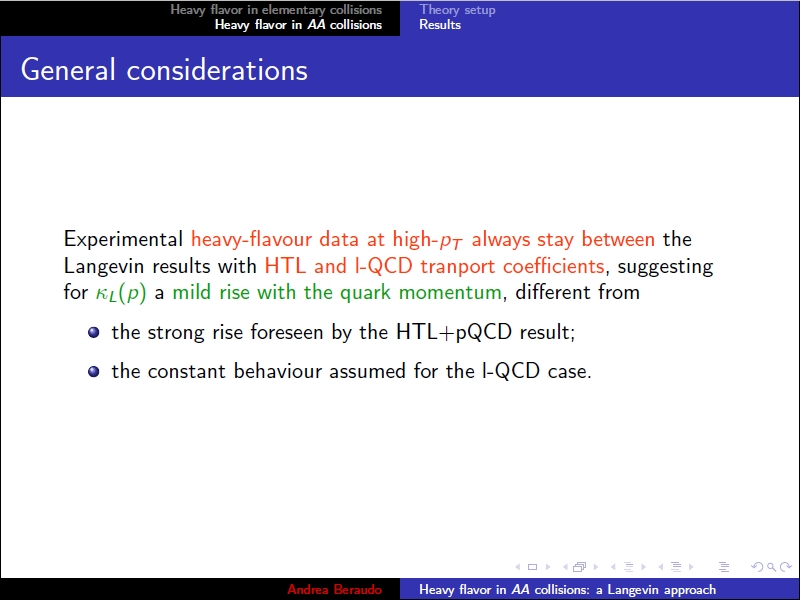 Heavy flavor in elementary collisions
Heavy flavor in AA collisions
Theory setup
Results
General considerations
Experimental heavy-flavour data at high-p_T always stay between the
Langevin results with HTL and l-QCD tranport coefficients, suggesting
for κ_L(p) a mild rise with the quark momentum, different from
the strong rise foreseen by the HTL+pQCD result;
the constant behaviour assumed for the l-QCD case.
Andrea Beraudo
Heavy flavor in AA collisions: a Langevin approach